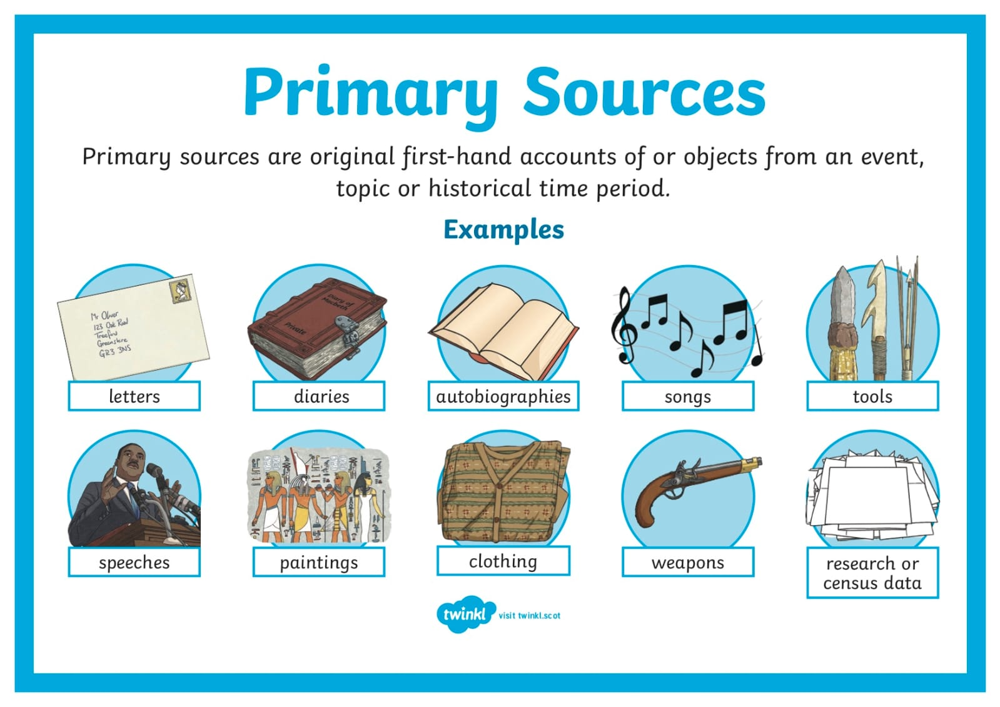 Primary Sources
Primary sources are original first-hand accounts of or objects from an event,
topic or historical time period.
Examples
Mr Oliver
123 Oak Road
Treeford
Greenshire
GR3 3NS
Diary of
Macbeth
Private
letters
diaries
autobiographies
songs
tools
speeches
paintings
clothing
weapons
research or
census data
twinkl
visit twinkl.scot